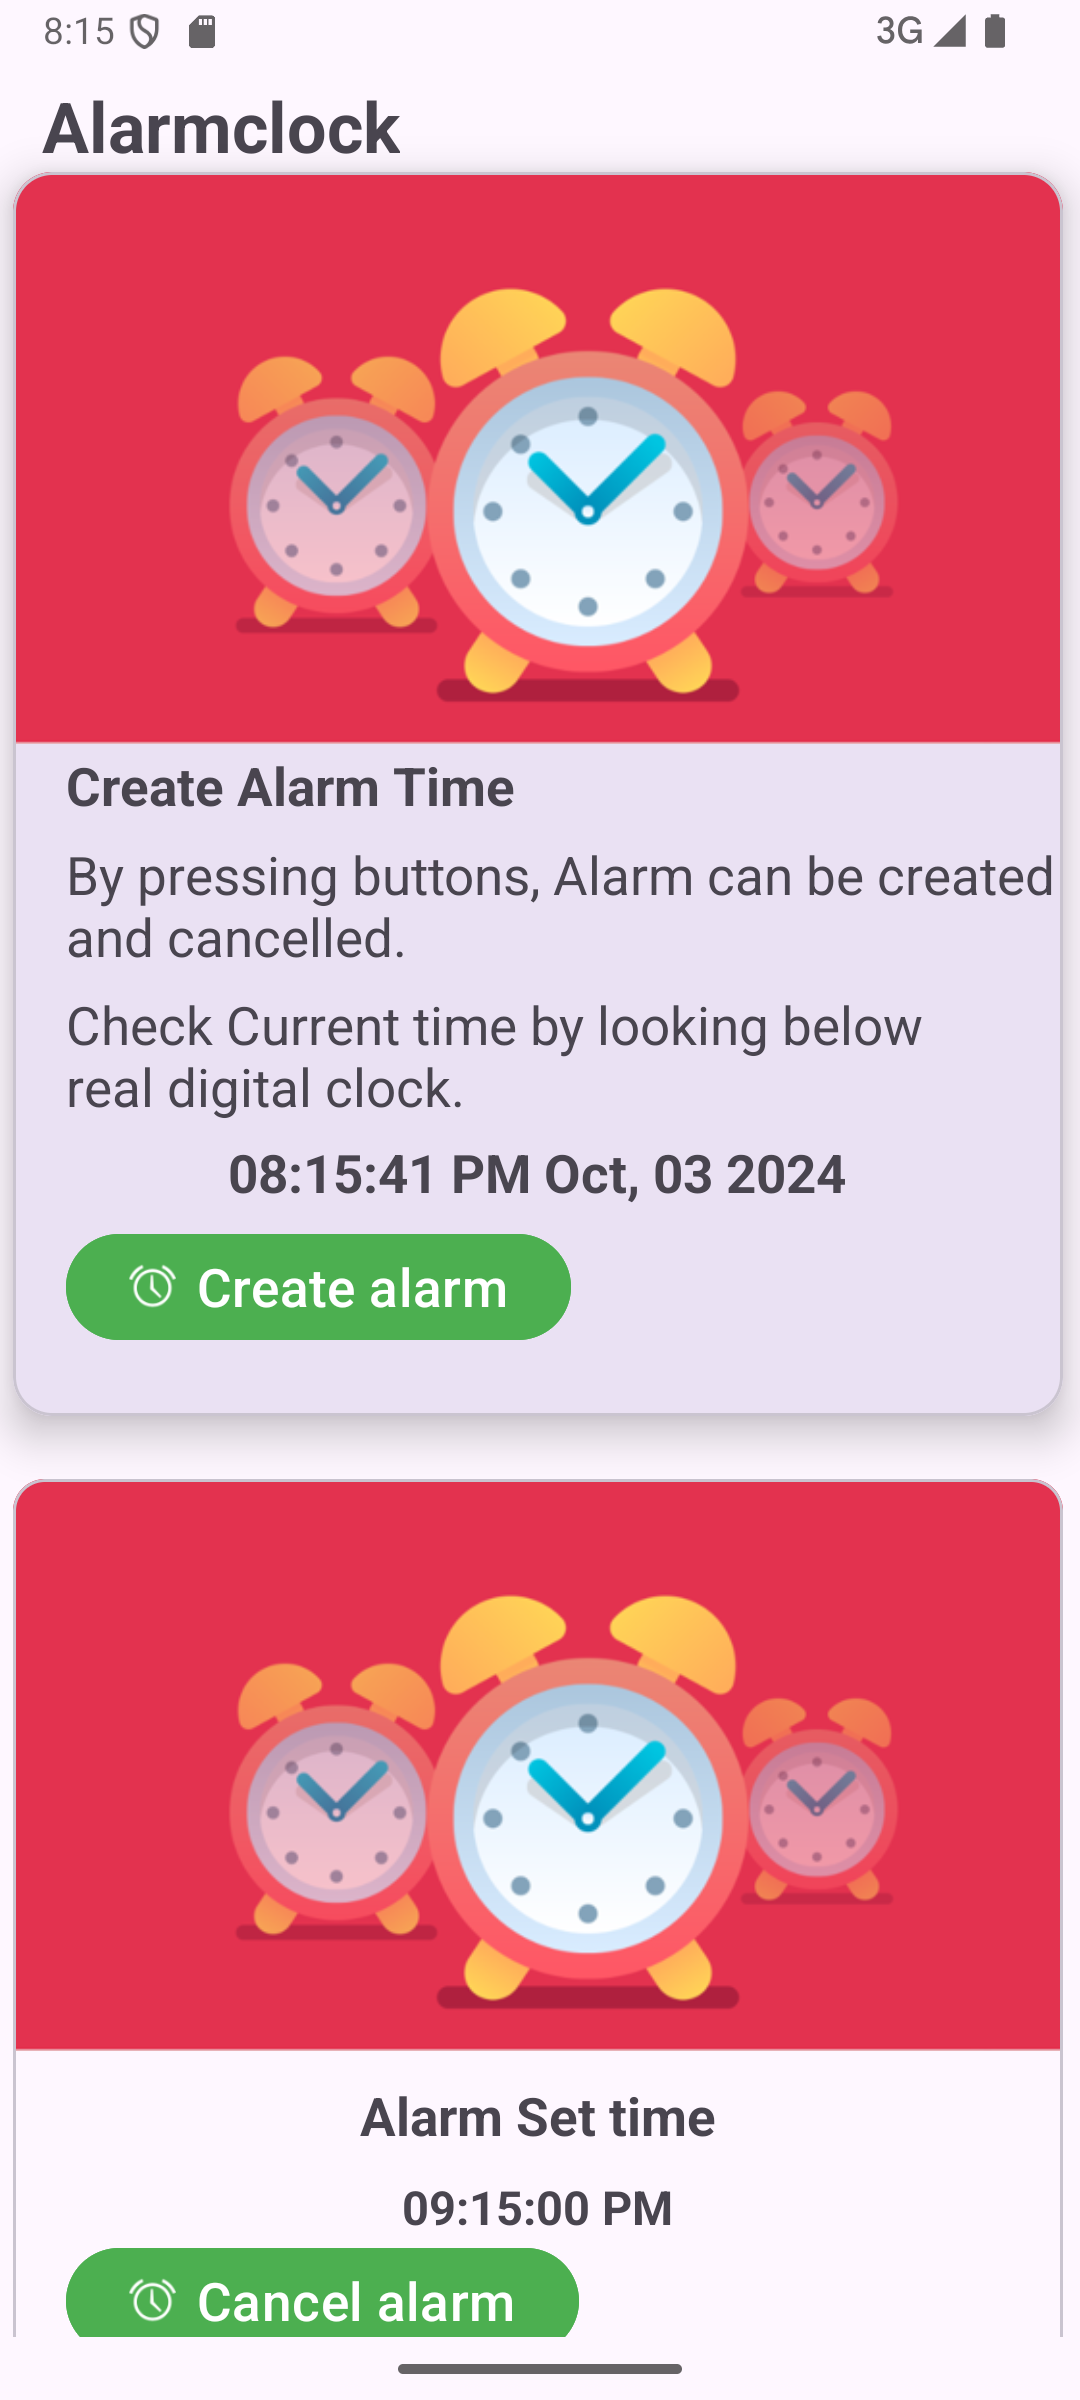 8:15
3G
Alarmclock
Create Alarm Time
By pressing buttons, Alarm can be created
and cancelled.
Check Current time by looking below
real digital clock.
08:15:41 PM Oct, 03 2024
Create alarm
Alarm Set time
09:15:00 PM
Cancel alarm